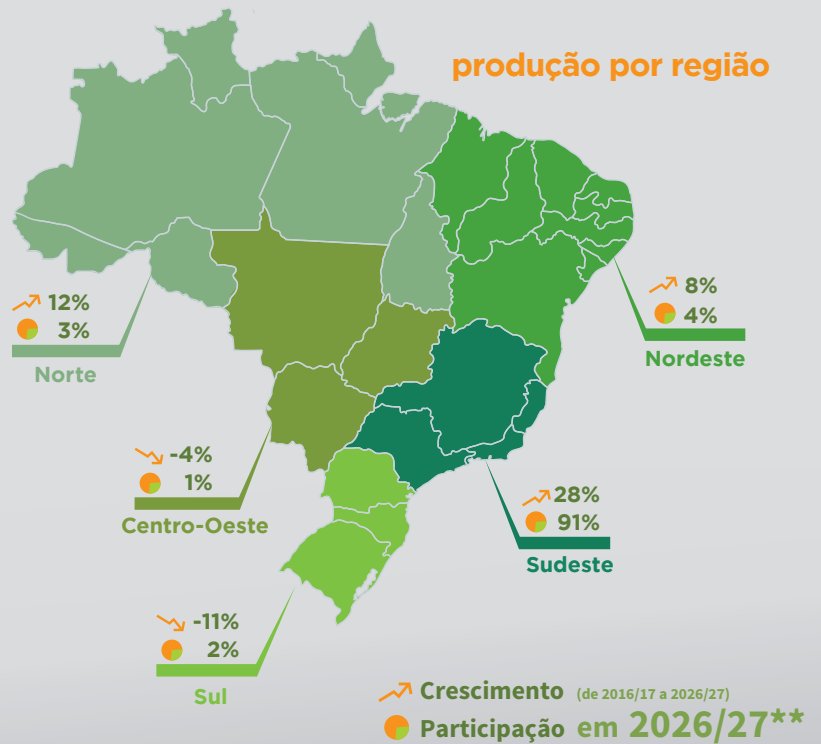 produção por região
12%
3%
Norte
8%
4%
Nordeste
-4%
1%
Centro-Oeste
28%
91%
Sudeste
-11%
2%
Sul
Crescimento (de 2016/17 a 2026/27)
Participação em 2026/27**